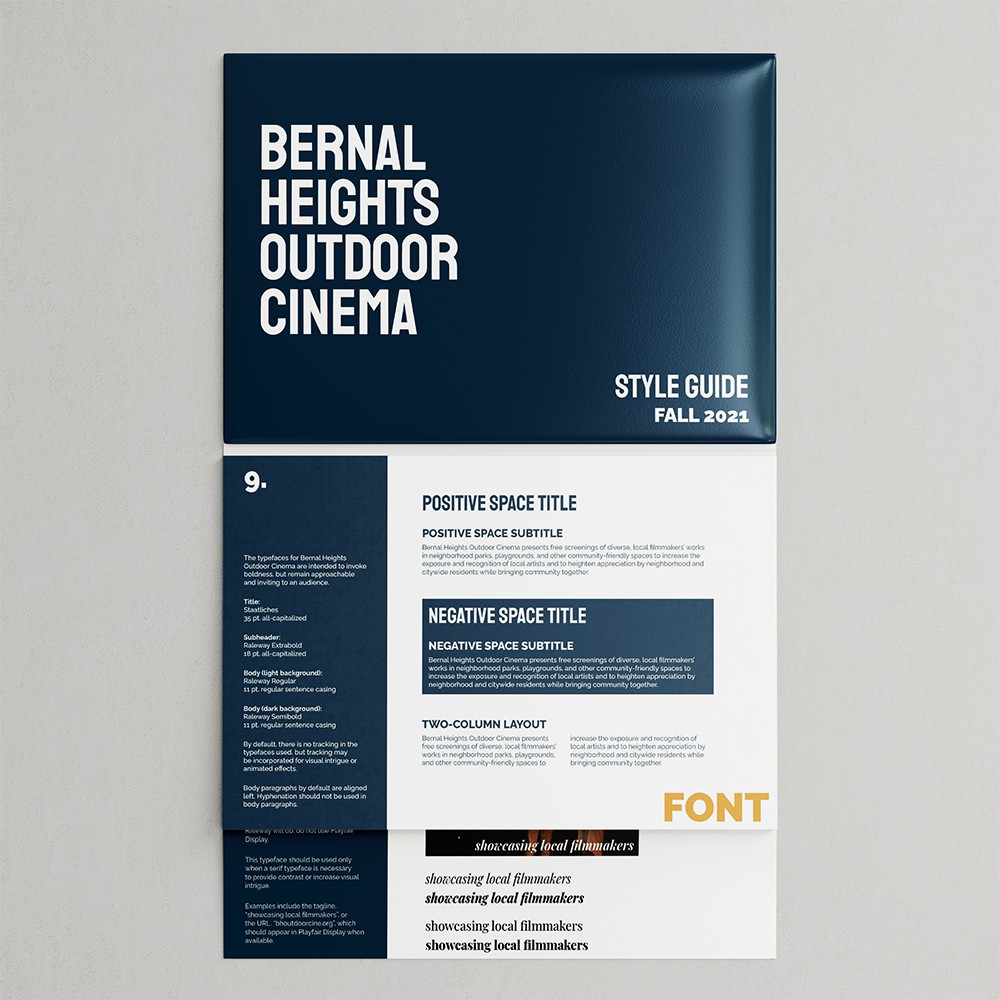 BERNAL
HEIGHTS
OUTDOOR
CINEMA
STYLE GUIDE
FALL 2021
9.
The typefaces for Bernal Heights
Outdoor Cinema are intended to invoke
boldness, but remain approachable
and inviting to an audience.
Title:
Staatliches
35 pt. all-capitalized
Subheader:
Raleway Extrabold
18 pt. all-capitalized
Body (light background):
Raleway Regular
11 pt. regular sentence casing
Body (dark background):
Raleway Semibold
11 pt. regular sentence casing
By default, there is no tracking in the
typefaces used, but tracking may
be incorporated for visual intrigue or
animated effects.
Body paragraphs by default are aligned
left. Hyphenation should not be used in
body paragraphs.
POSITIVE SPACE TITLE
POSITIVE SPACE SUBTITLE
Bernal Heights Outdoor Cinema presents free screenings of diverse, local filmmakers' works
in neighborhood parks, playgrounds, and other community-friendly spaces to increase the
exposure and recognition of local artists and to heighten appreciation by neighborhood and
citywide residents while bringing community together.
NEGATIVE SPACE TITLE
NEGATIVE SPACE SUBTITLE
Bernal Heights Outdoor Cinema presents free screenings of diverse, local filmmakers'
works in neighborhood parks, playgrounds, and other community-friendly spaces to
increase the exposure and recognition of local artists and to heighten appreciation by
neighborhood and citywide residents while bringing community together.
TWO-COLUMN LAYOUT
Bernal Heights Outdoor Cinema presents
free screenings of diverse, local filmmakers'
works in neighborhood parks, playgrounds,
and other community-friendly spaces to
increase the exposure and recognition of
local artists and to heighten appreciation by
neighborhood and citywide residents while
bringing community together.
FONT
Raleway will do, do not use Playfair
Display.
This typeface should be used only
when a serif typeface is necessary
to provide contrast or increase visual
intrigue.
Examples include the tagline,
"showcasing local filmmakers", or
the URL, "bhoutdoorcine.org", which
should appear in Playfair Display when
available.
showcasing local filmmakers
showcasing local filmmakers
showcasing local filmmakers
showcasing local filmmakers
showcasing local filmmakers